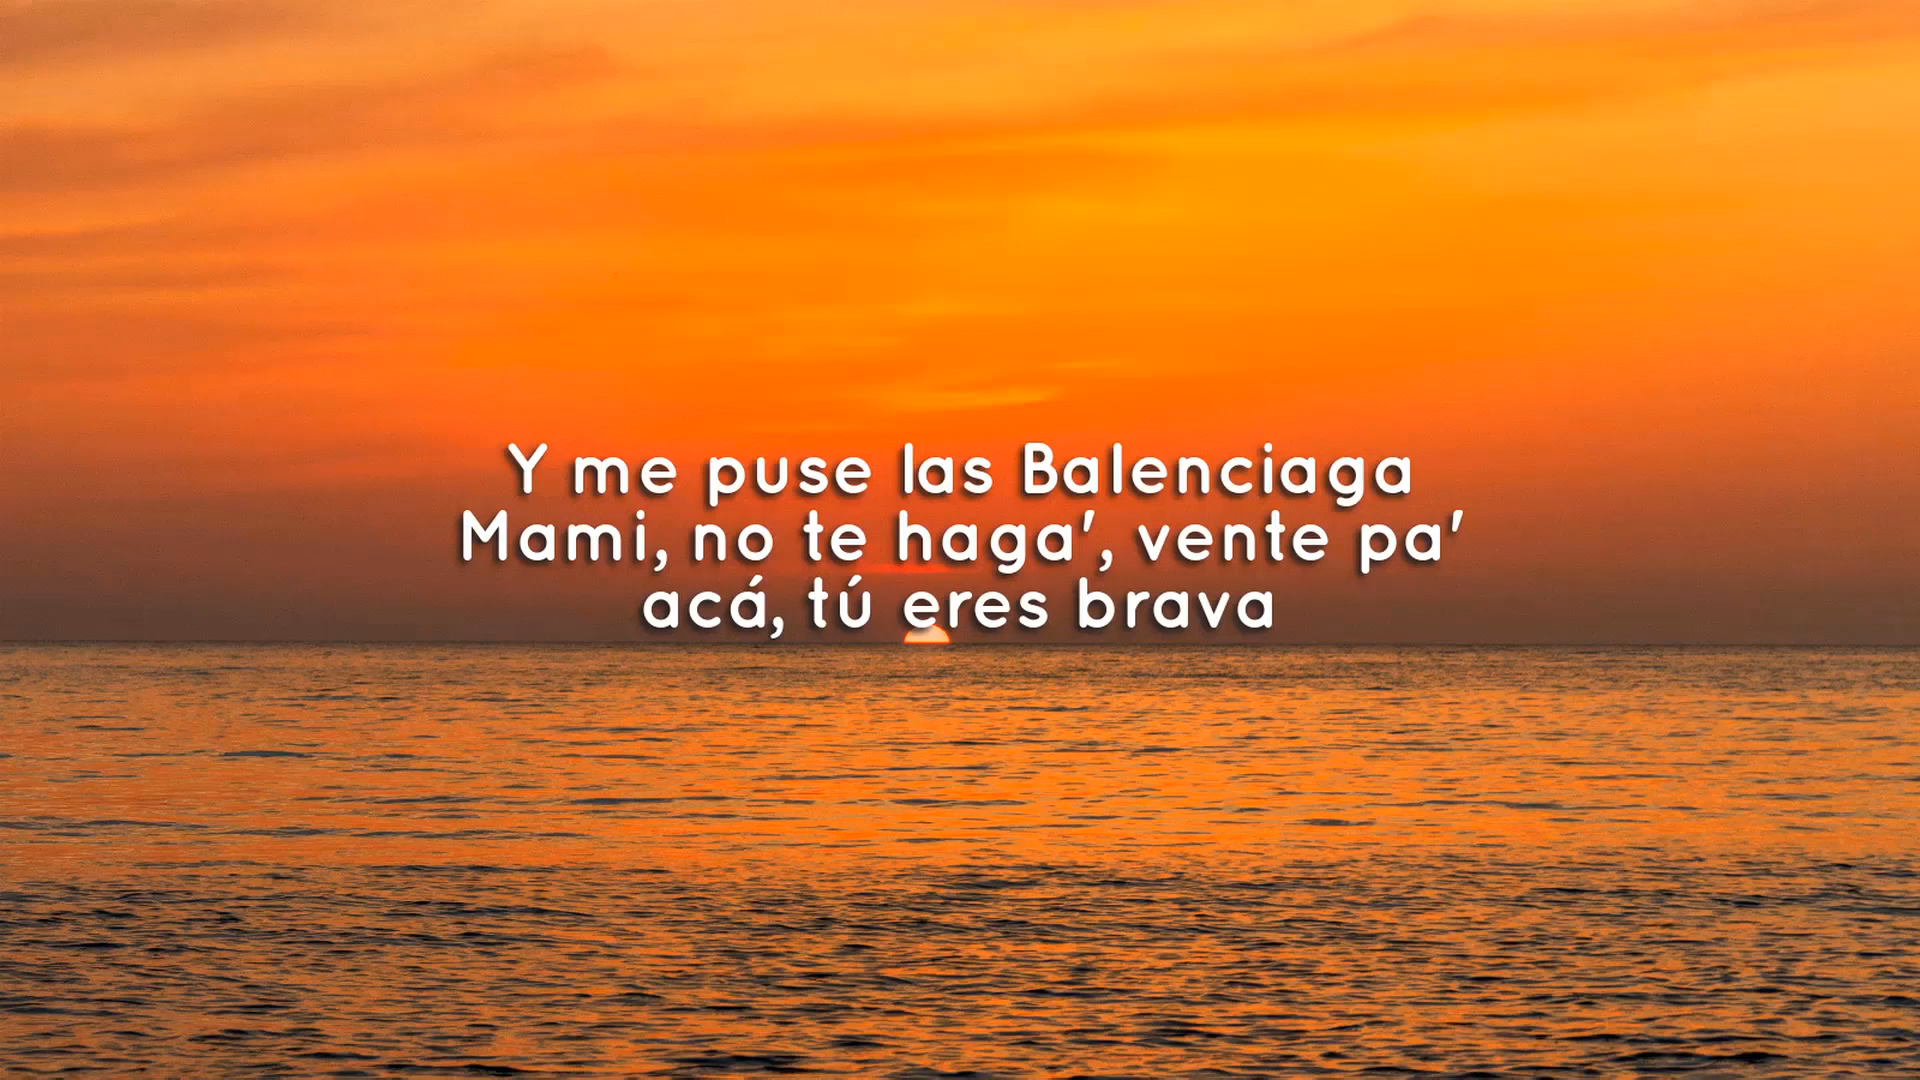 Y me puse las Balenciaga
Mami, no te haga', vente pa'
acá, tú eres brava